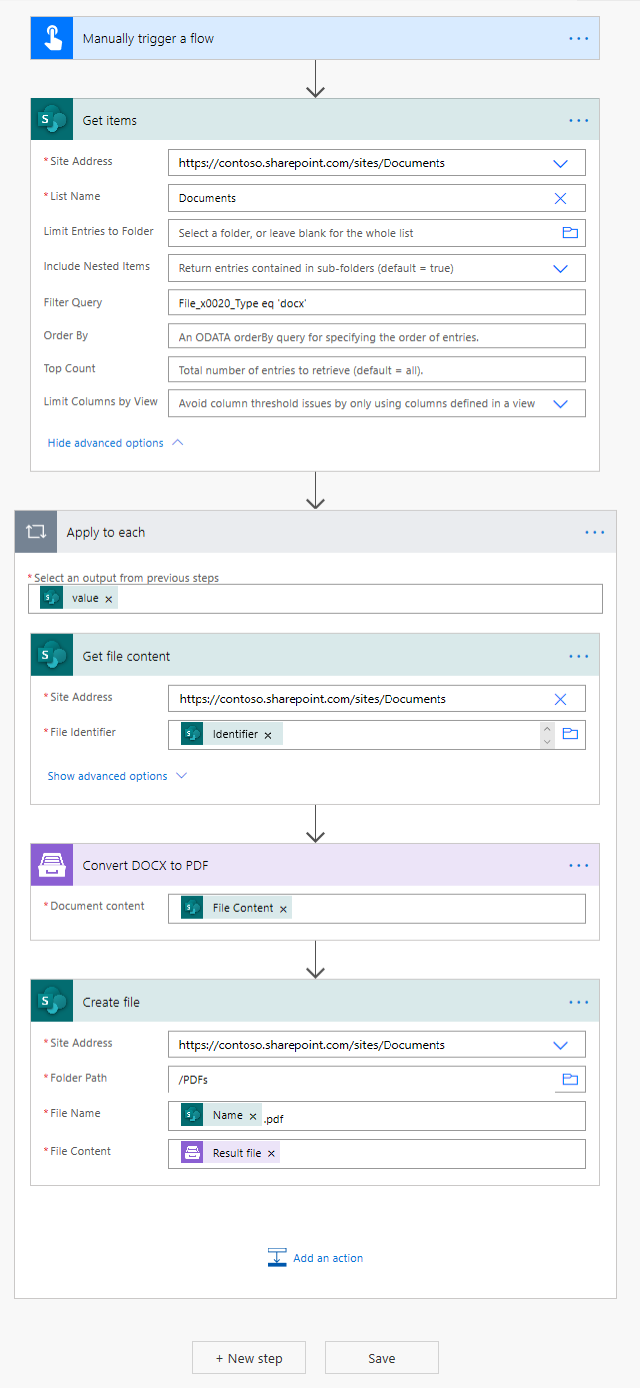 Manually trigger a flow
Get items
* Site Address https://contoso.sharepoint.com/sites/Documents
* List Name Documents
Limit Entries to Folder Select a folder, or leave blank for the whole list
Include Nested Items Return entries contained in sub-folders (default = true)
Filter Query File_x0020_Type eq 'docx'
Order By An ODATA orderBy query for specifying the order of entries.
Top Count Total number of entries to retrieve (default = all).
Limit Columns by View Avoid column threshold issues by only using columns defined in a view
Hide advanced options
Apply to each
* Select an output from previous steps
S value ×
Get file content
* Site Address https://contoso.sharepoint.com/sites/Documents
* File Identifier S Identifier ×
Show advanced options
Convert DOCX to PDF
* Document content S File Content ×
Create file
* Site Address https://contoso.sharepoint.com/sites/Documents
* Folder Path /PDFs
* File Name S Name × .pdf
* File Content Result file ×
Add an action
+ New step Save